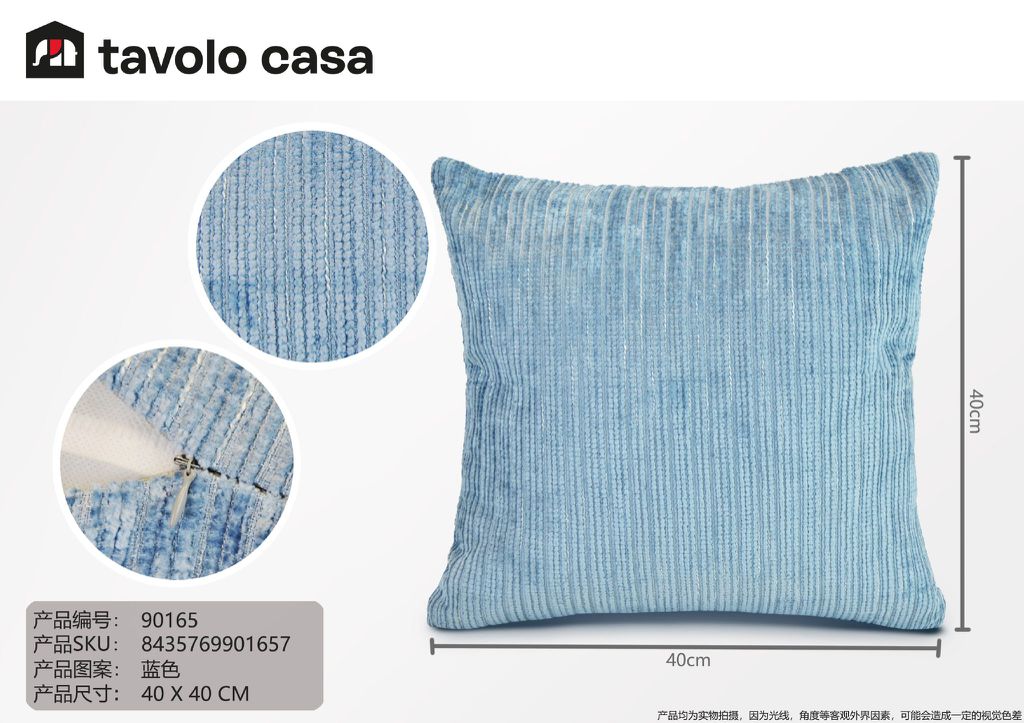 tavolo casa
40cm
40cm
产品编号： 90165
产品SKU： 8435769901657
产品图案： 蓝色
产品尺寸： 40 X 40 CM
产品均为实物拍摄，因为光线，角度等客观外界因素，可能会造成一定的视觉色差